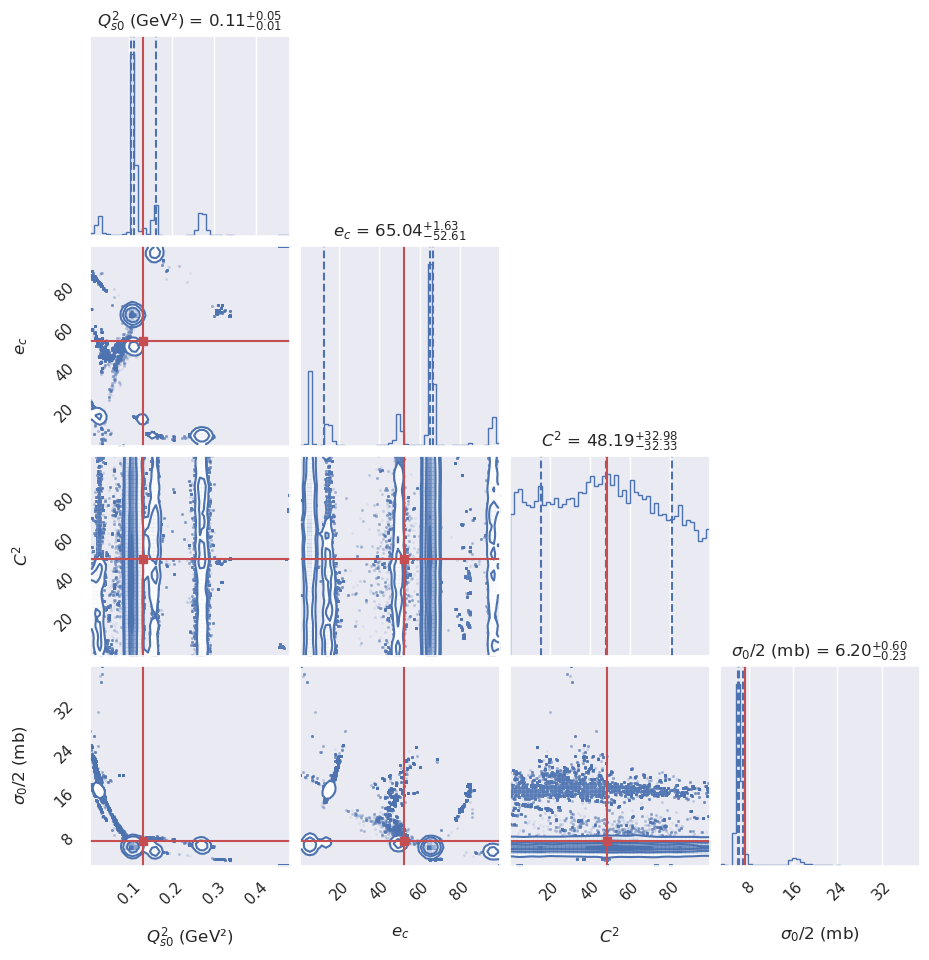 Q²ₛ₀ (GeV²) = 0.11⁺⁰·⁰⁵₋₀.₀₁
e_c = 65.04⁺¹·⁶³₋₅₂.₆₁
80
60
40
20
e_c
C² = 48.19⁺³²·⁹⁸₋₃₂.₃₃
80
60
40
20
C²
σ₀/2 (mb) = 6.20⁺⁰·⁶⁰₋₀.₂₃
32
24
16
8
σ₀/2 (mb)
0.1 0.2 0.3 0.4
20 40 60 80
20 40 60 80
8 16 24 32
Q²ₛ₀ (GeV²)
e_c
C²
σ₀/2 (mb)